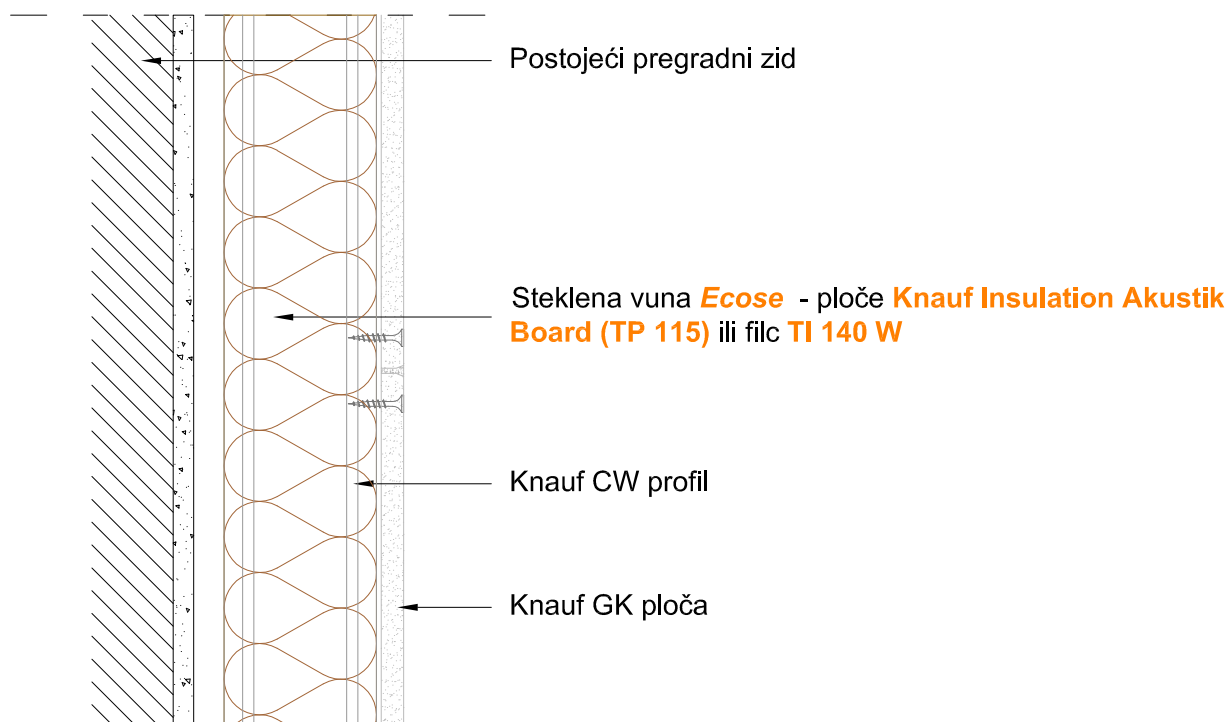 Postojeći pregradni zid
Steklena vuna Ecose - ploče Knauf Insulation Akustik
Board (TP 115) ili filc TI 140 W
Knauf CW profil
Knauf GK ploča